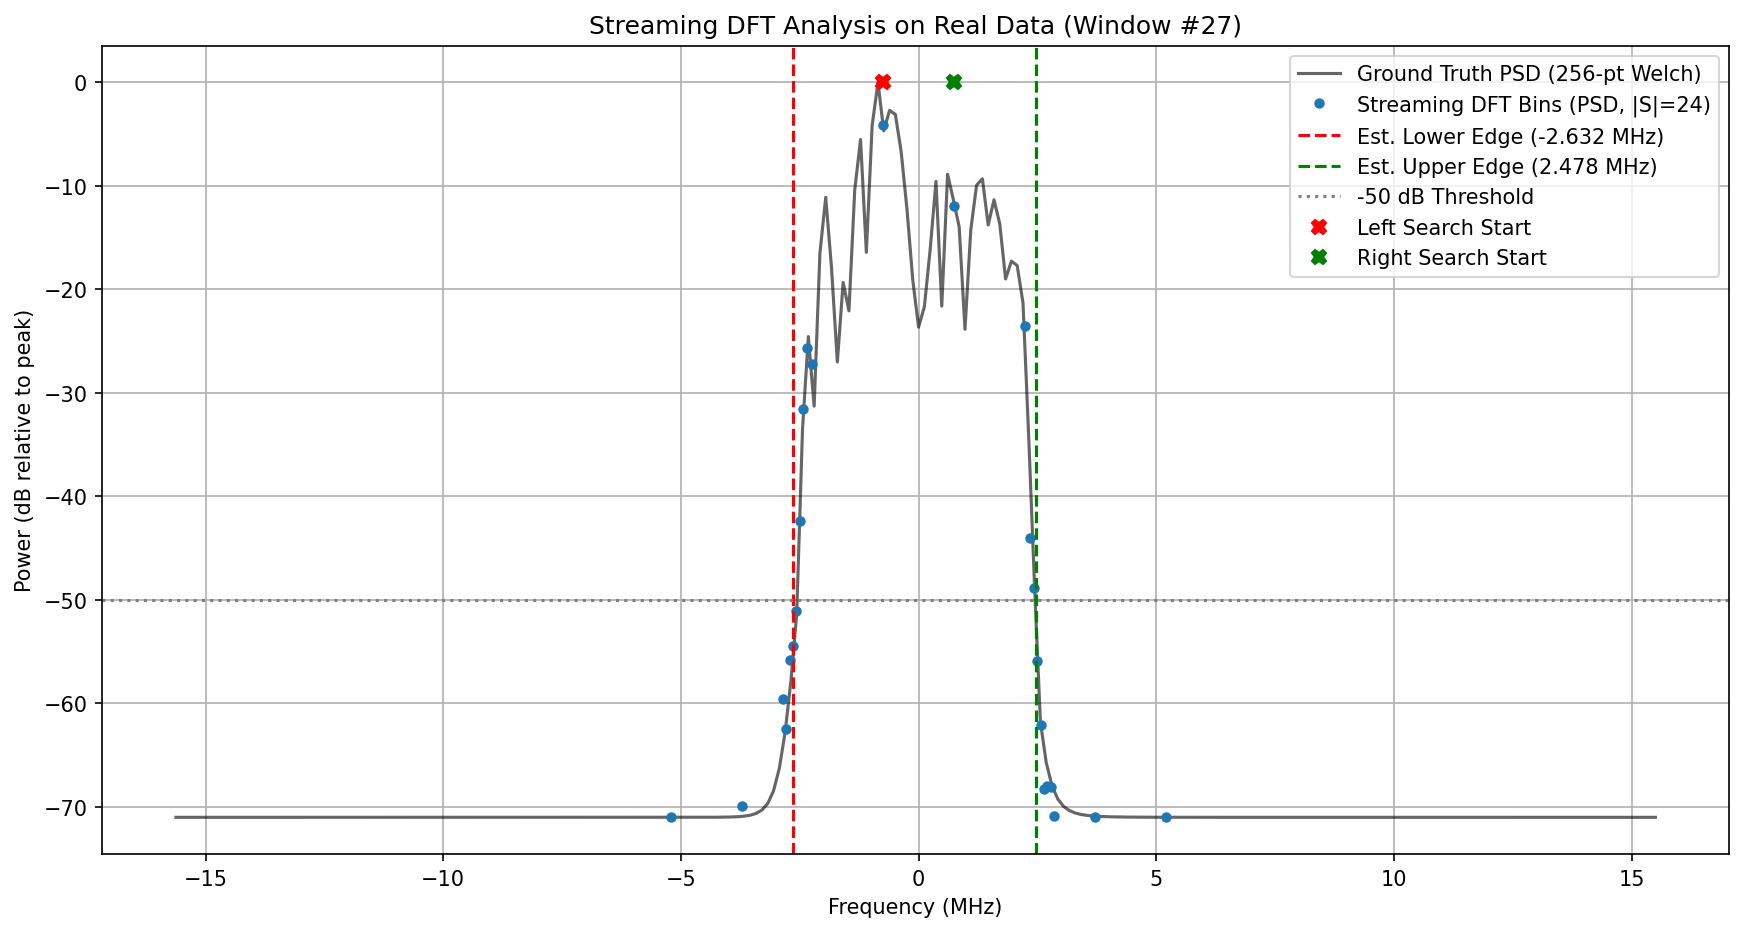 Streaming DFT Analysis on Real Data (Window #27)
Power (dB relative to peak)
0
−10
−20
−30
−40
−50
−60
−70
Ground Truth PSD (256-pt Welch)
Streaming DFT Bins (PSD, |S|=24)
Est. Lower Edge (-2.632 MHz)
Est. Upper Edge (2.478 MHz)
-50 dB Threshold
Left Search Start
Right Search Start
−15 −10 −5 0 5 10 15
Frequency (MHz)